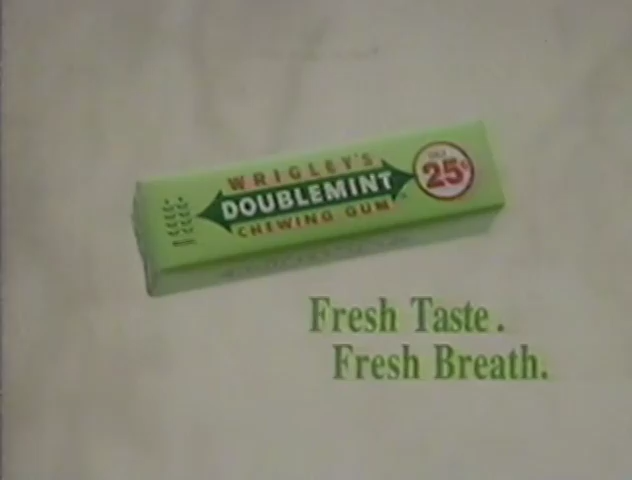 WRIGLEY'S
DOUBLEMINT
CHEWING GUM
25¢
Fresh Taste.
Fresh Breath.